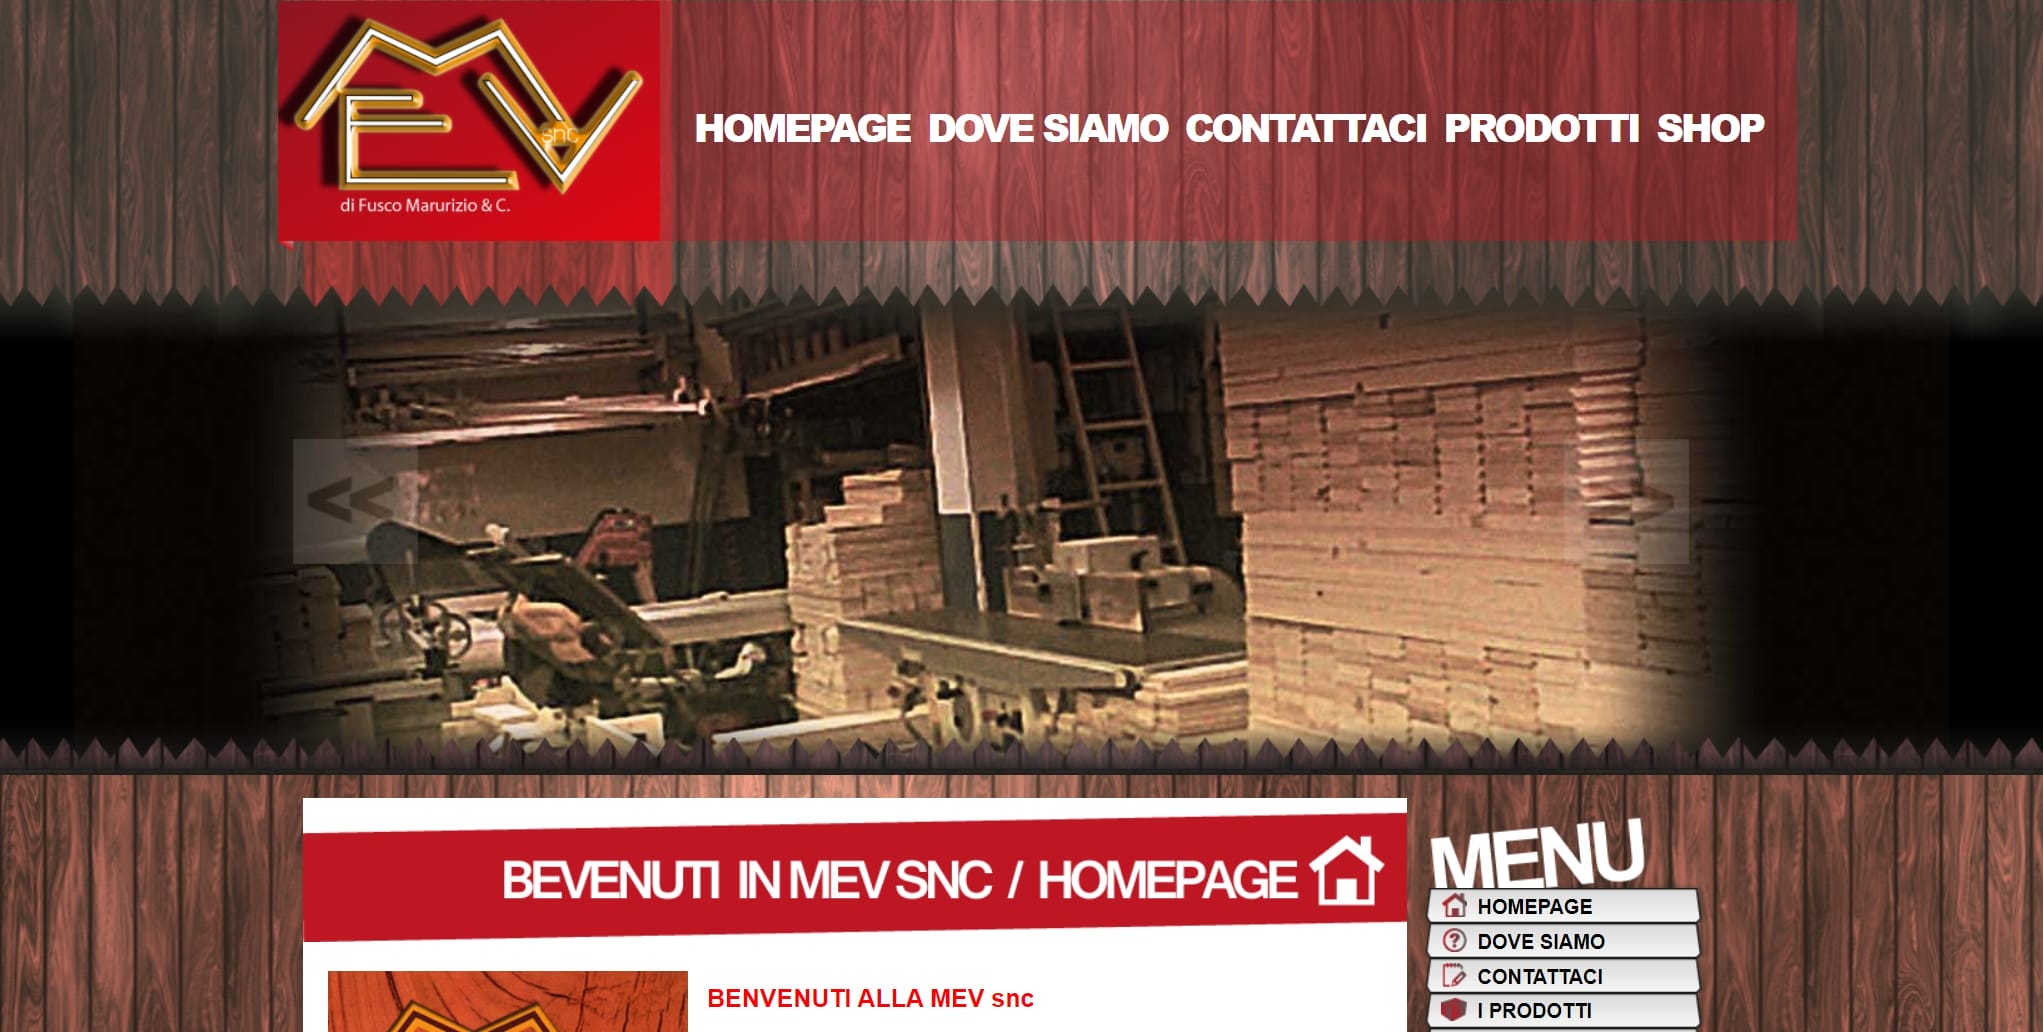 MEV
snc
di Fusco Marurizio & C.
HOMEPAGE DOVE SIAMO CONTATTACI PRODOTTI SHOP
<<
>
BEVENUTI IN MEV SNC / HOMEPAGE
BENVENUTI ALLA MEV snc
MENU
HOMEPAGE
DOVE SIAMO
CONTATTACI
I PRODOTTI